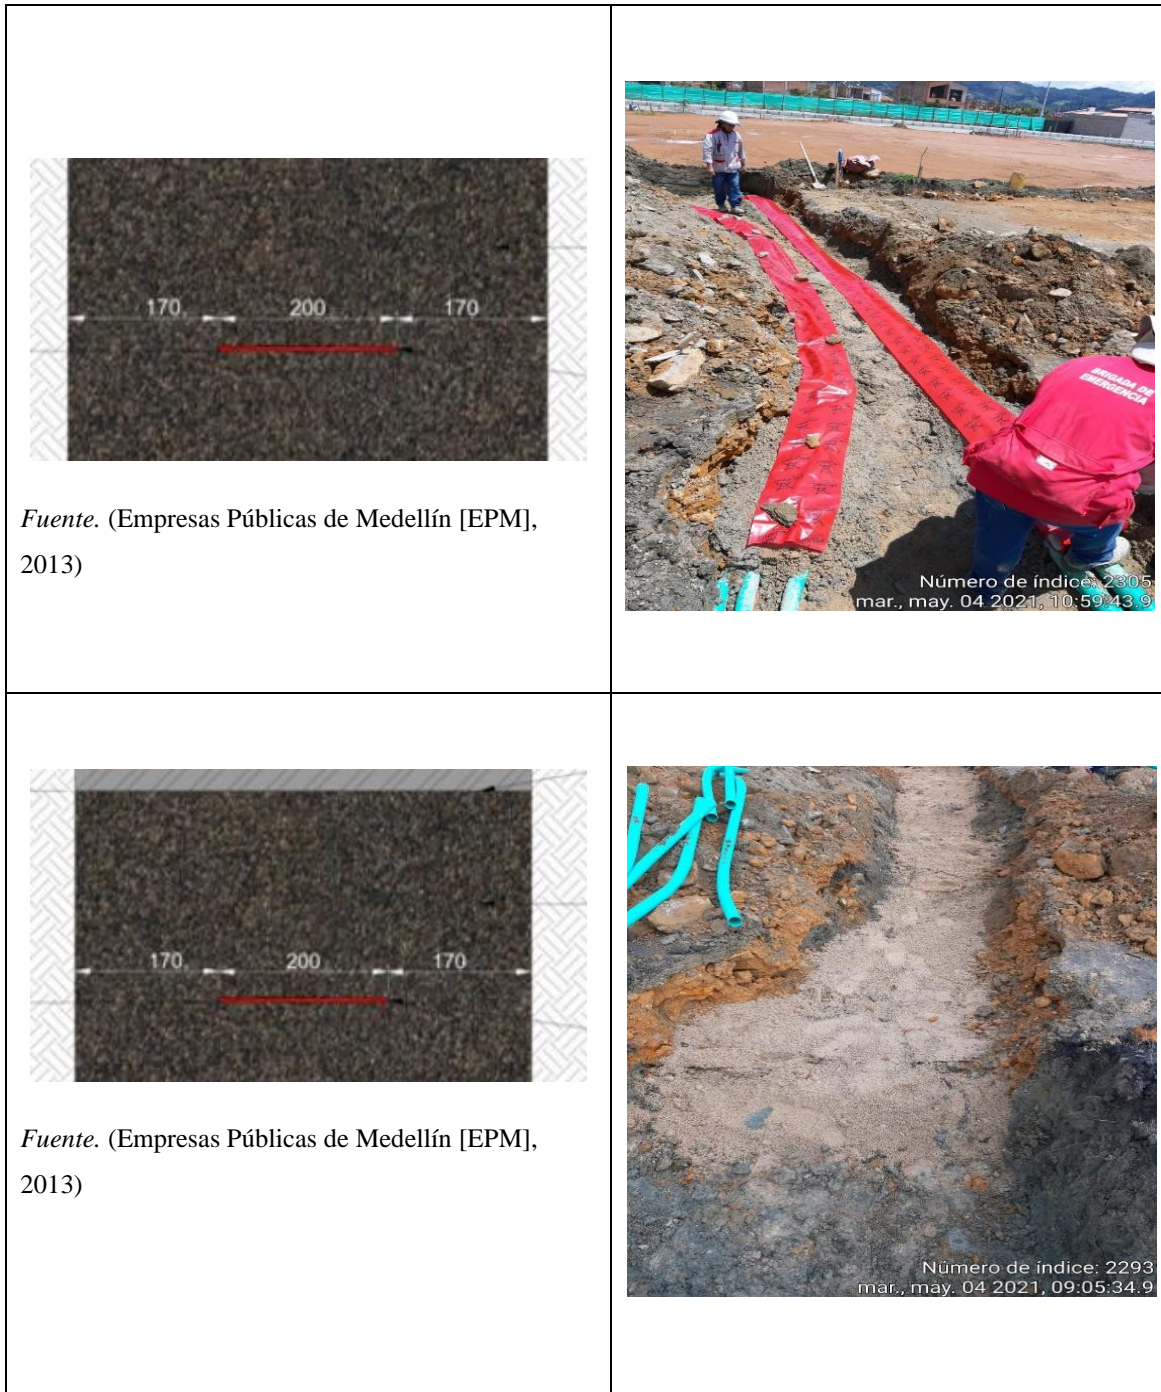 170 200 170
Fuente. (Empresas Públicas de Medellín [EPM],
2013)
BRIGADA DE
EMERGENCIA
Número de índice: 2305
mar., may. 04 2021, 10:59:43.9
170 200 170
Fuente. (Empresas Públicas de Medellín [EPM],
2013)
Número de índice: 2293
mar., may. 04 2021, 09:05:34.9